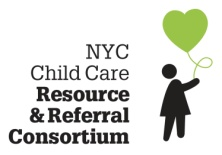 NYC
Child Care
Resource
& Referral
Consortium